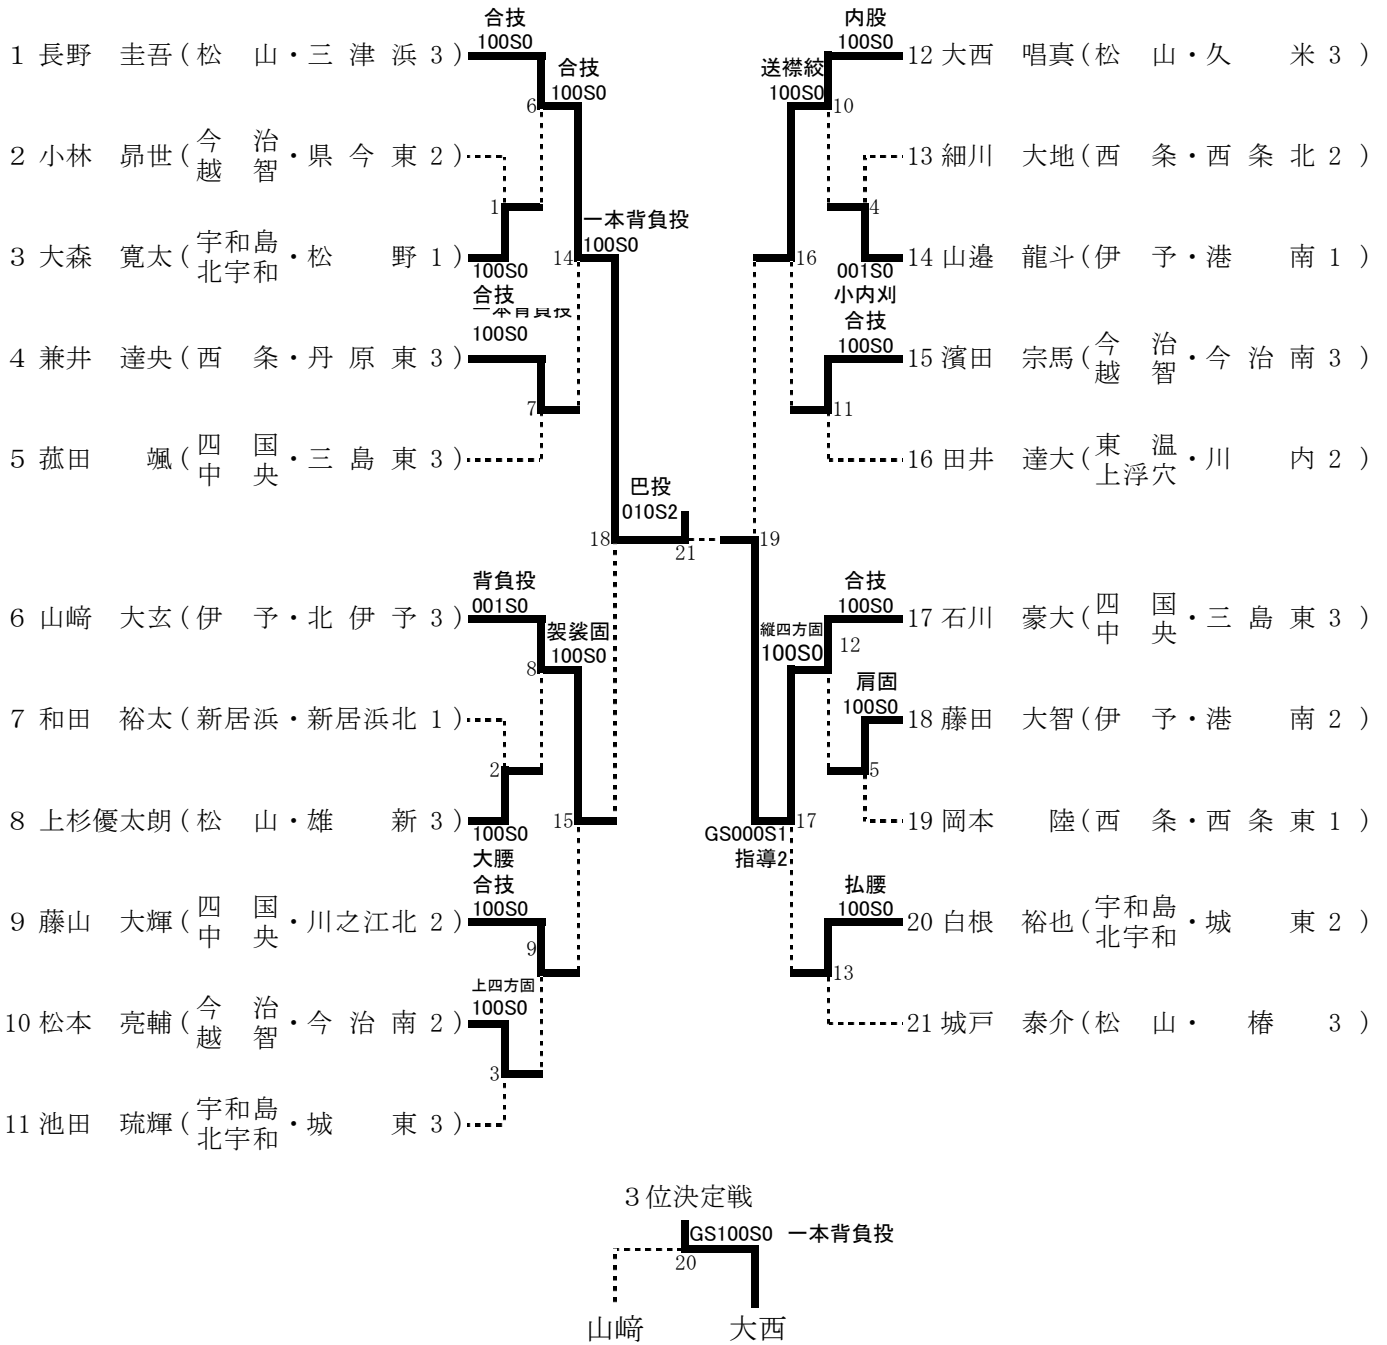 合技
100S0
1 長野 圭吾(松 山・三津浜3)
合技
100S0
6
2 小林 昴世(今治越智・県今東2)
1
3 大森 寛太(宇和島北宇和・松 野1)
100S0
合技
一本背負投
100S0
14
一本背負投
100S0
4 兼井 達央(西 条・丹原東3)
7
5 菰田 颯(四国中央・三島東3)
18
巴投
010S2
21
背負投
001S0
6 山﨑 大玄(伊 予・北伊予3)
袈裟固
100S0
8
7 和田 裕太(新居浜・新居浜北1)
2
8 上杉優太朗(松 山・雄 新3)
100S0
大腰
15
合技
100S0
9 藤山 大輝(四国中央・川之江北2)
9
上四方固
100S0
10 松本 亮輔(今治越智・今治南2)
3
11 池田 琉輝(宇和島北宇和・城 東3)
内股
100S0
12 大西 唱真(松 山・久 米3)
送襟絞
100S0
10
13 細川 大地(西 条・西条北2)
4
14 山邉 龍斗(伊 予・港 南1)
001S0
小内刈
16
合技
100S0
15 濱田 宗馬(今治越智・今治南3)
11
16 田井 達大(東温上浮穴・川 内2)
19
合技
100S0
17 石川 豪大(四国中央・三島東3)
縦四方固
100S0
12
肩固
100S0
18 藤田 大智(伊 予・港 南2)
5
19 岡本 陸(西 条・西条東1)
GS000S1
指導2
17
払腰
100S0
20 白根 裕也(宇和島北宇和・城 東2)
13
21 城戸 泰介(松 山・椿 3)
3位決定戦
GS100S0 一本背負投
20
山﨑 大西